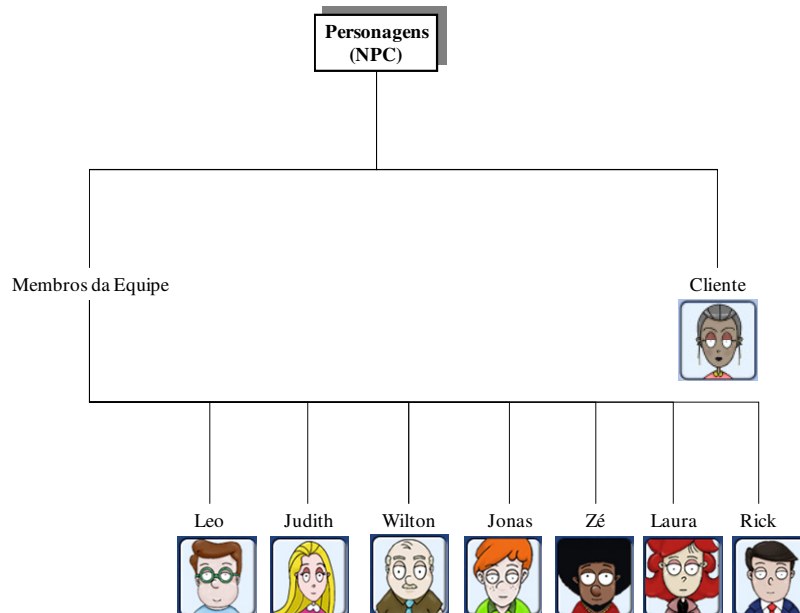 Personagens
(NPC)
Membros da Equipe
Cliente
Leo
Judith
Wilton
Jonas
Zé
Laura
Rick